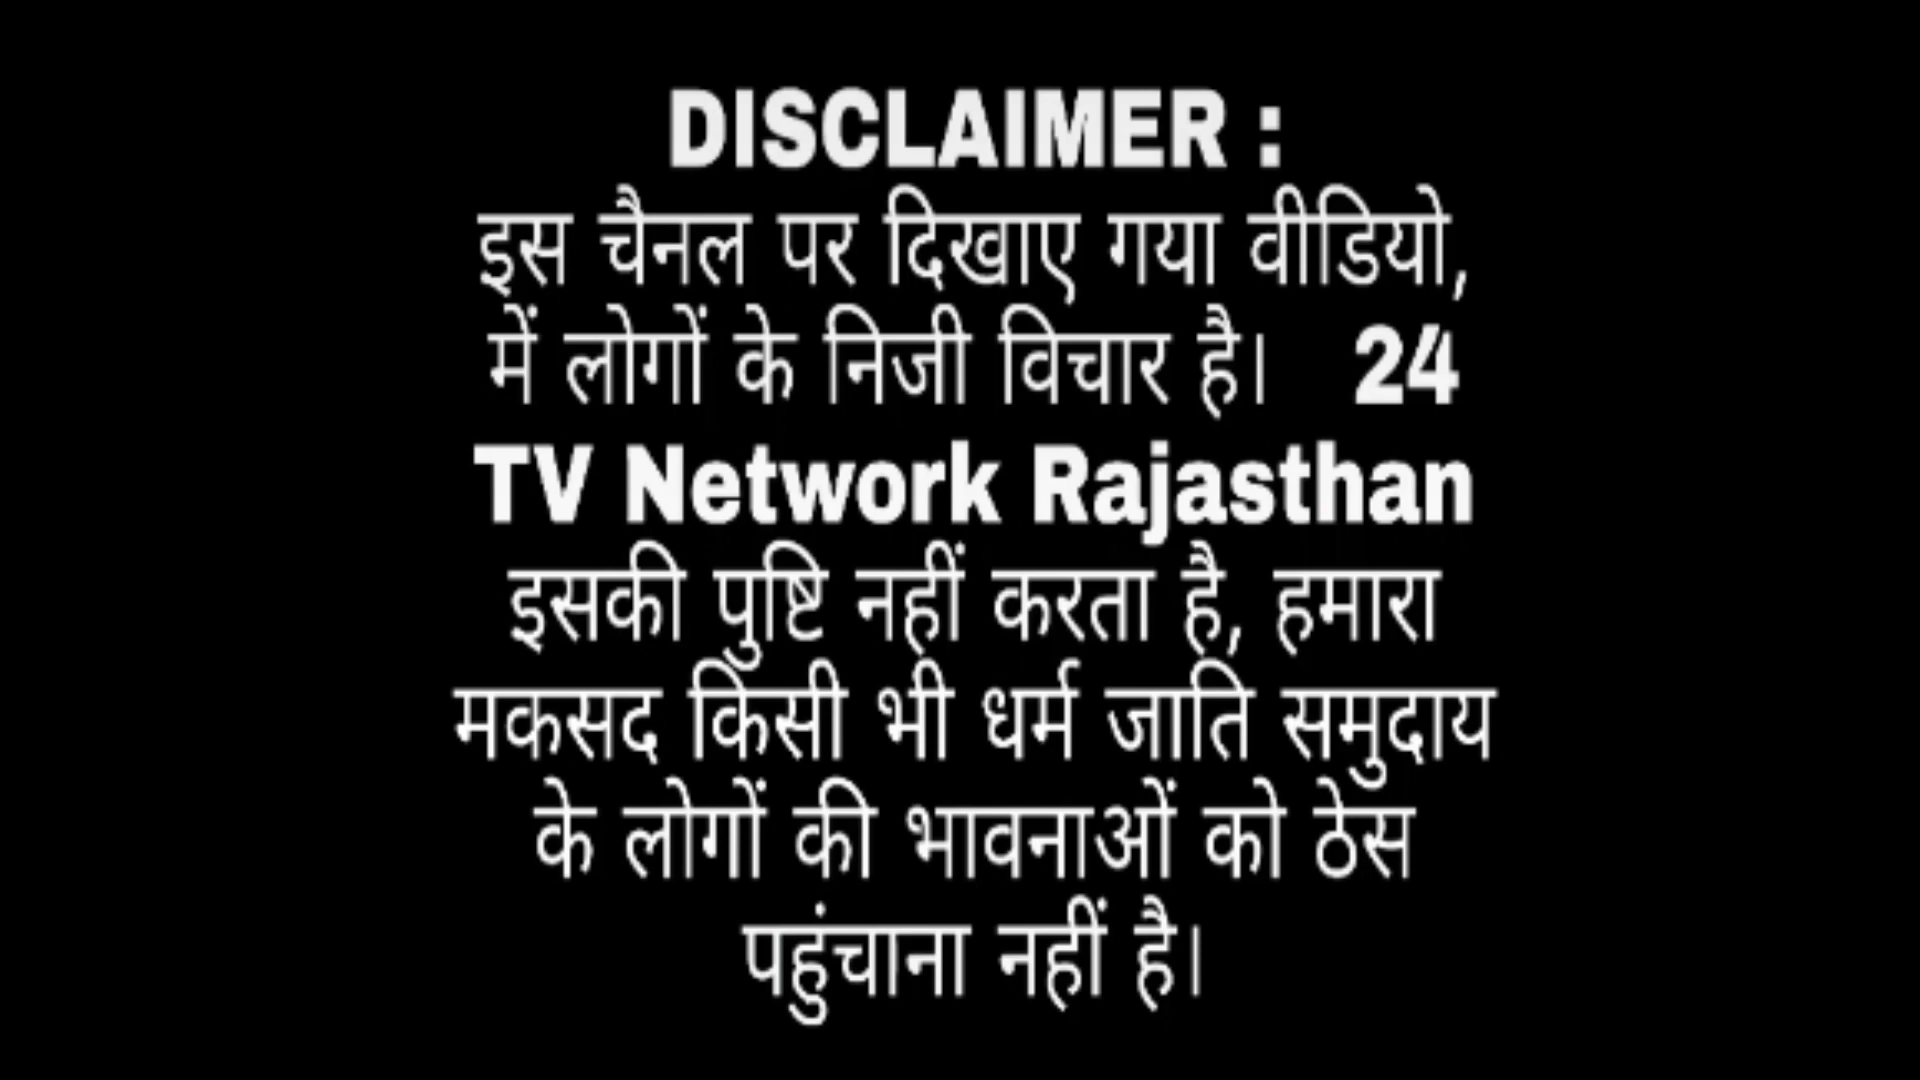 DISCLAIMER :
इस चैनल पर दिखाए गया वीडियो,
में लोगों के निजी विचार है। 24
TV Network Rajasthan
इसकी पुष्टि नहीं करता है, हमारा
मकसद किसी भी धर्म जाति समुदाय
के लोगों की भावनाओं को ठेस
पहुंचाना नहीं है।